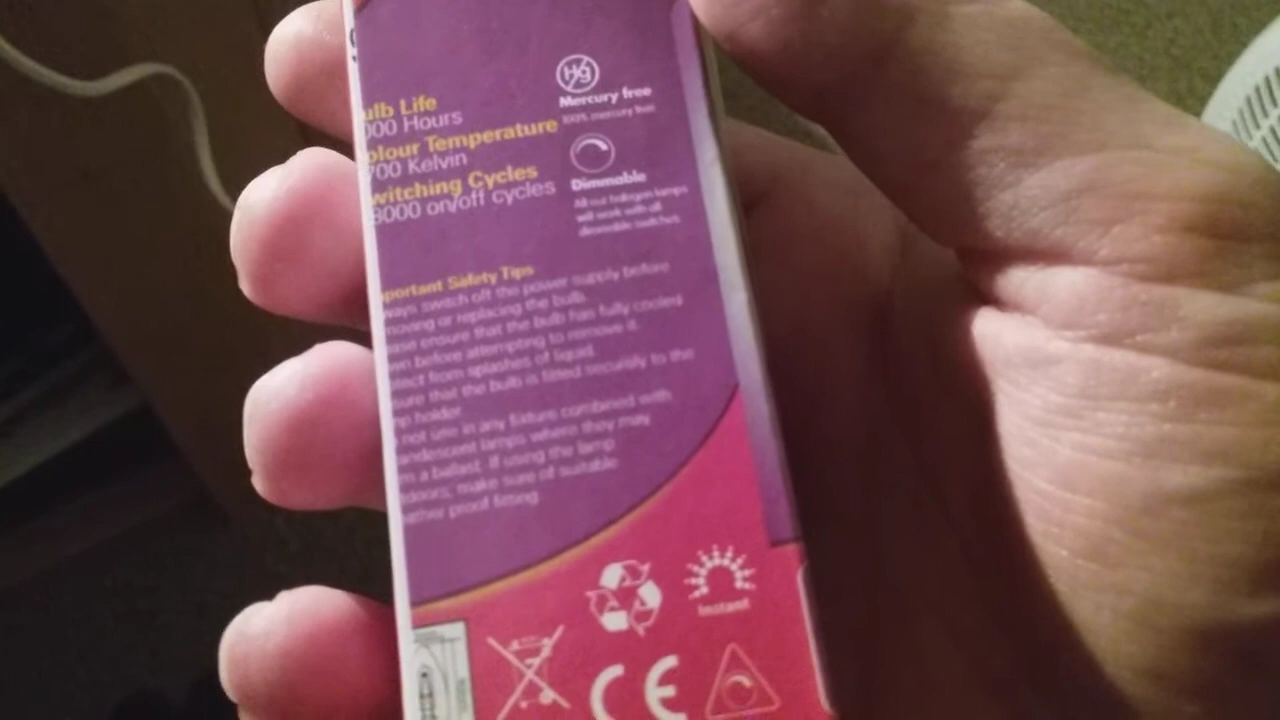 Hg
Mercury free
100% mercury free
ulb Life
000 Hours
olour Temperature
700 Kelvin
witching Cycles
8000 on/off cycles
Dimmable
All our halogen lamps
will work with all
dimmable switches.
portant Safety Tips
ways switch off the power supply before
moving or replacing the bulb.
ase ensure that the bulb has fully cooled
wn before attempting to remove it.
tect from splashes of liquid.
sure that the bulb is fitted securely to the
mp holder.
not use in any fixture combined with
andescent lamps where they may
m a ballast. If using the lamp
tdoors, make sure of suitable
ather proof fitting.
Instant
CE